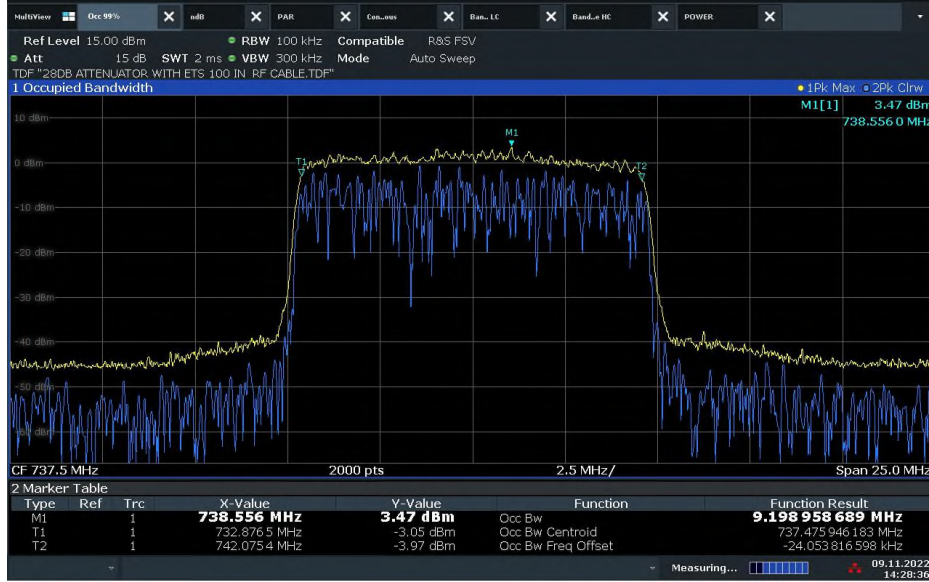 MultiView Occ 99% ndB PAR Con..ous Ban.. LC Band..e HC POWER
Ref Level 15.00 dBm RBW 100 kHz Compatible R&S FSV
Att 15 dB SWT 2 ms VBW 300 kHz Mode Auto Sweep
TDF "28DB ATTENUATOR WITH ETS 100 IN RF CABLE.TDF"
1 Occupied Bandwidth 1Pk Max 2Pk Clrw
M1[1] 3.47 dBm
738.5560 MHz
10 dBm
M1
0 dBm
T1
T2
-10 dBm
-20 dBm
-30 dBm
-40 dBm
-50 dBm
-60 dBm
CF 737.5 MHz 2000 pts 2.5 MHz/ Span 25.0 MHz
2 Marker Table
Type Ref Trc X-Value Y-Value Function Function Result
M1 1 738.556 MHz 3.47 dBm Occ Bw 9.198 958 689 MHz
T1 1 732.876 5 MHz -3.05 dBm Occ Bw Centroid 737.475 946 183 MHz
T2 1 742.075 4 MHz -3.97 dBm Occ Bw Freq Offset -24.053 816 598 kHz
Measuring... 09.11.2022
14:28:36